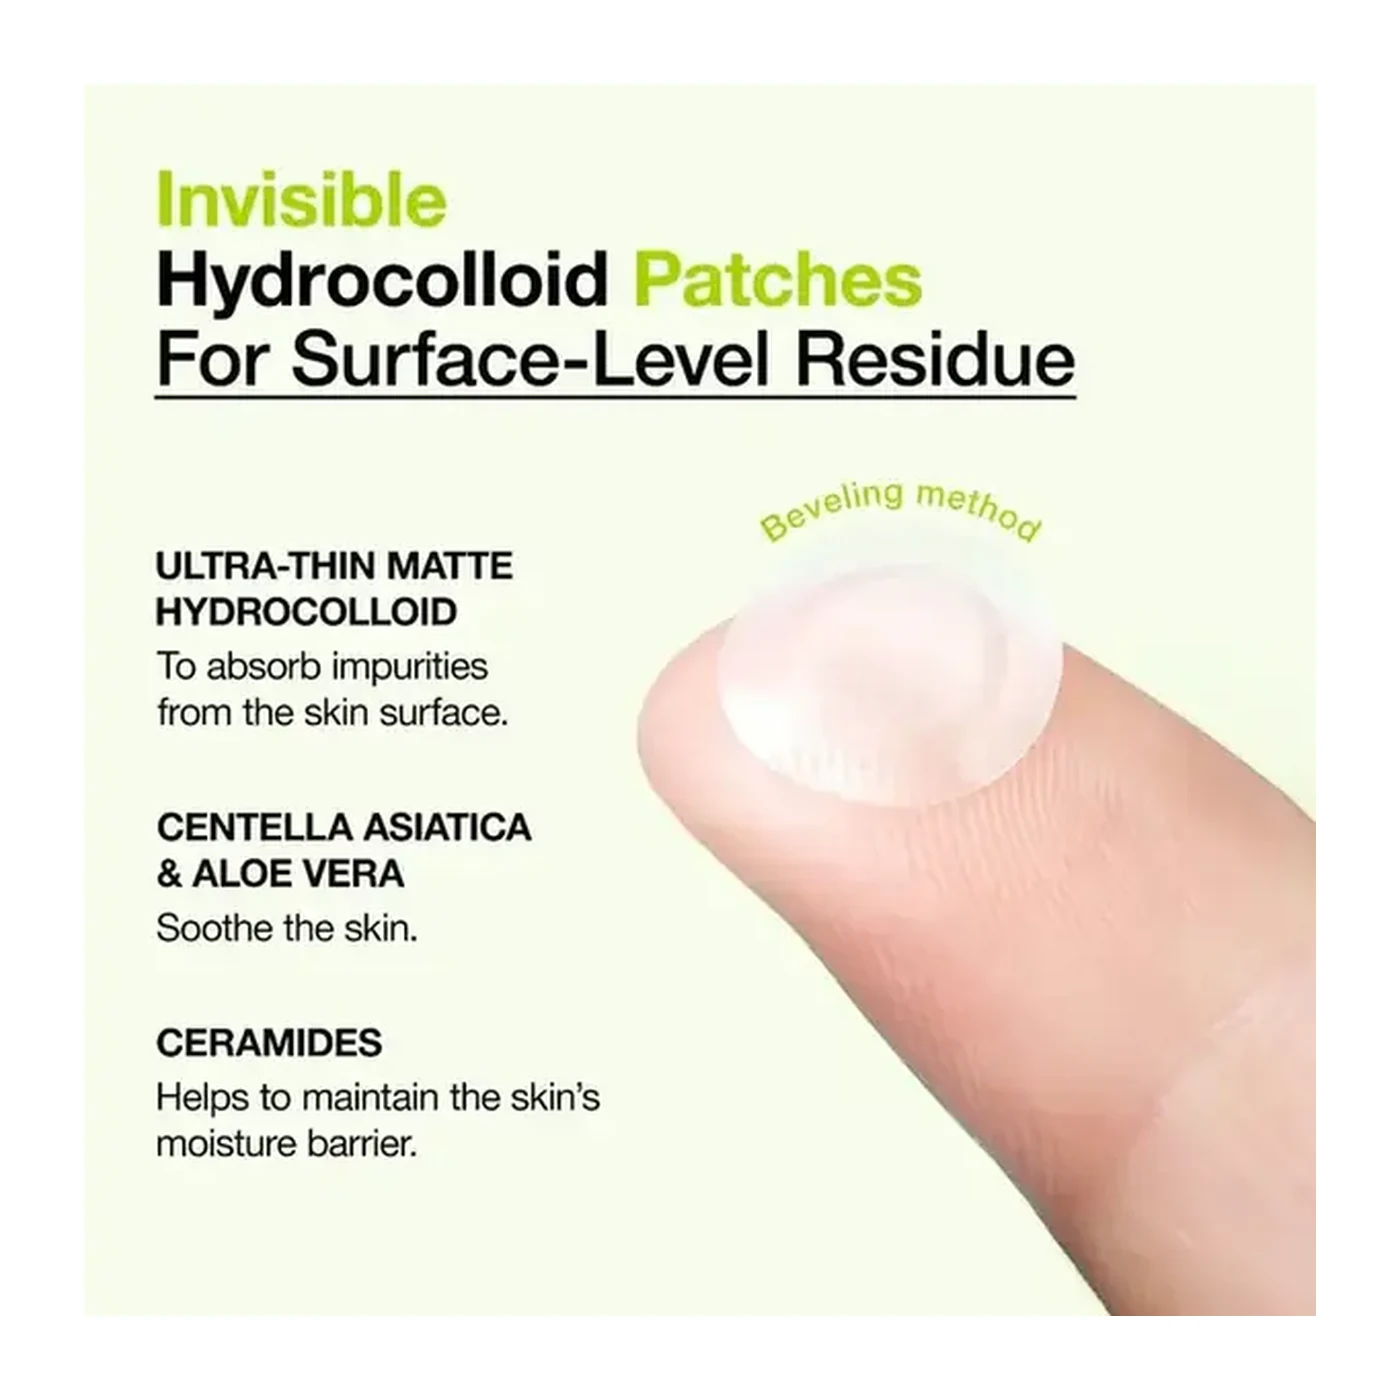 Invisible
Hydrocolloid Patches
For Surface-Level Residue
Beveling method
ULTRA-THIN MATTE
HYDROCOLLOID
To absorb impurities
from the skin surface.
CENTELLA ASIATICA
& ALOE VERA
Soothe the skin.
CERAMIDES
Helps to maintain the skin’s
moisture barrier.